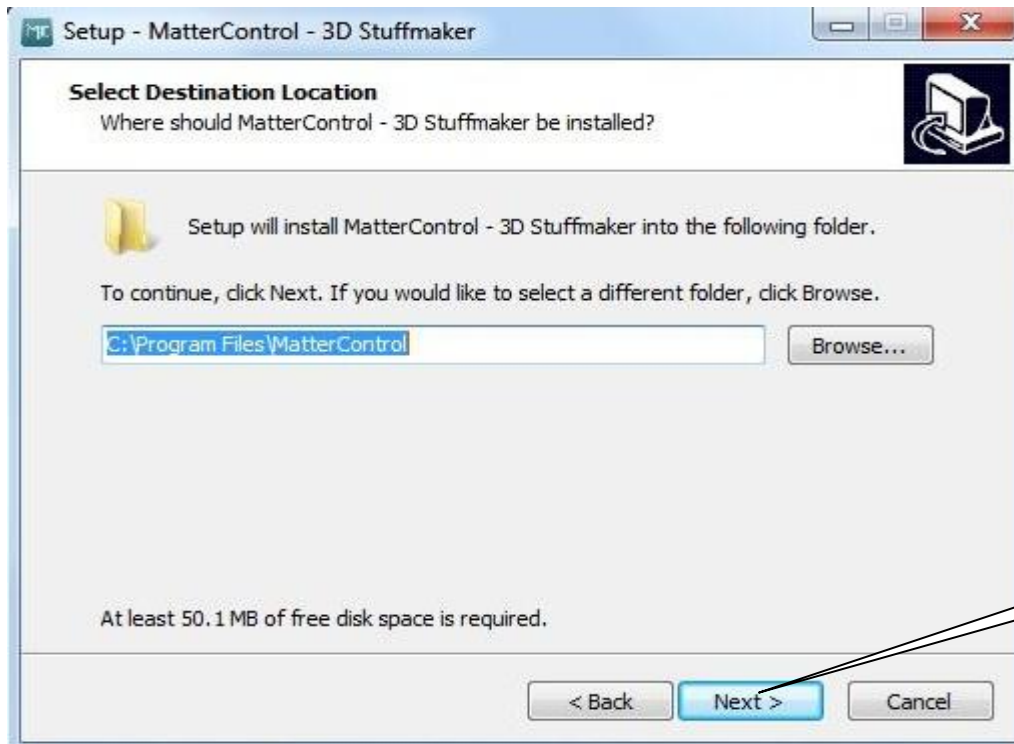 MC Setup - MatterControl - 3D Stuffmaker
Select Destination Location
Where should MatterControl - 3D Stuffmaker be installed?
Setup will install MatterControl - 3D Stuffmaker into the following folder.
To continue, click Next. If you would like to select a different folder, click Browse.
C:\Program Files\MatterControl Browse...
At least 50.1 MB of free disk space is required.
< Back Next > Cancel